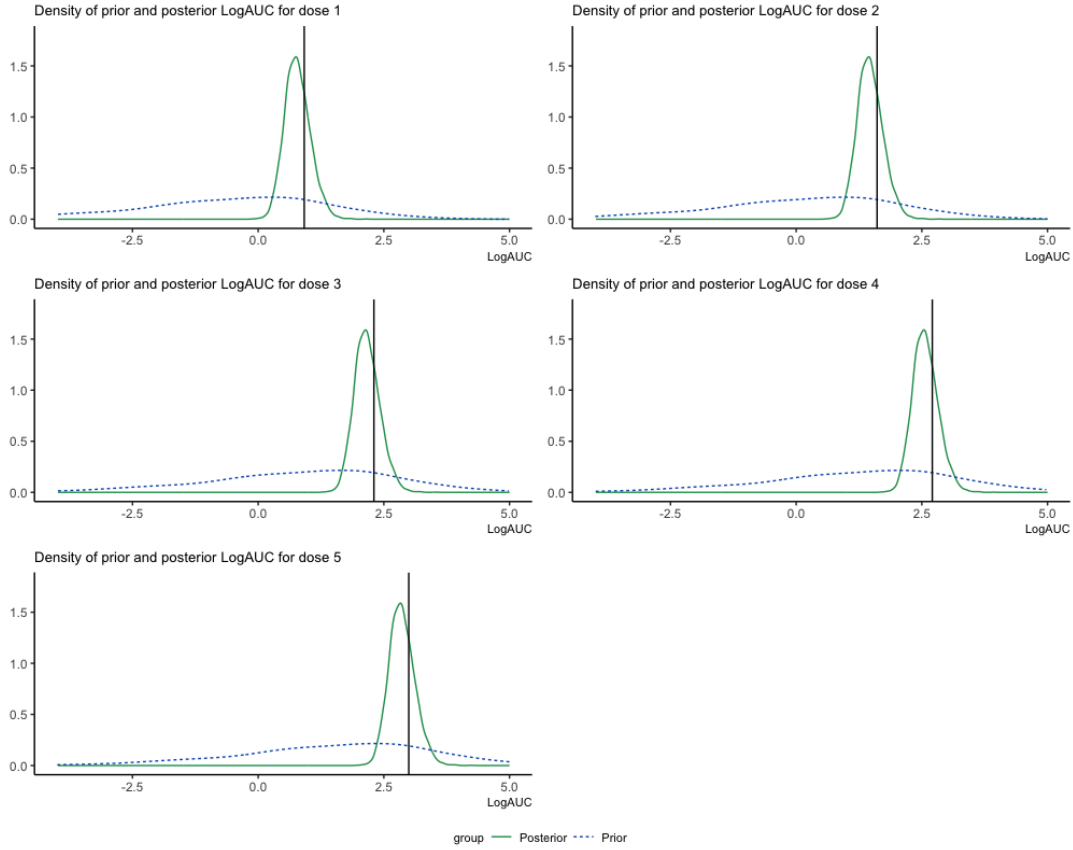 Density of prior and posterior LogAUC for dose 1
1.5
1.0
0.5
0.0
-2.5 0.0 2.5 5.0
LogAUC
Density of prior and posterior LogAUC for dose 2
1.5
1.0
0.5
0.0
-2.5 0.0 2.5 5.0
LogAUC
Density of prior and posterior LogAUC for dose 3
1.5
1.0
0.5
0.0
-2.5 0.0 2.5 5.0
LogAUC
Density of prior and posterior LogAUC for dose 4
1.5
1.0
0.5
0.0
-2.5 0.0 2.5 5.0
LogAUC
Density of prior and posterior LogAUC for dose 5
1.5
1.0
0.5
0.0
-2.5 0.0 2.5 5.0
LogAUC
group Posterior Prior